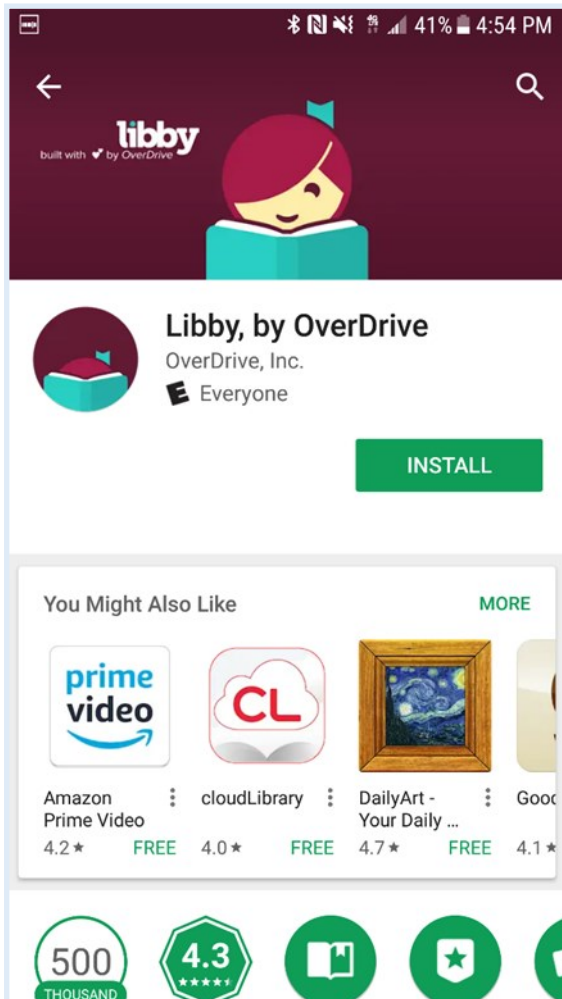 41% 4:54 PM
libby
built with by OverDrive
Libby, by OverDrive
OverDrive, Inc.
E Everyone
INSTALL
You Might Also Like
MORE
prime video
CL
Amazon Prime Video
4.2★ FREE
cloudLibrary
4.0★ FREE
DailyArt - Your Daily ...
4.7★ FREE
Good
4.1★
500 THOUSAND
4.3